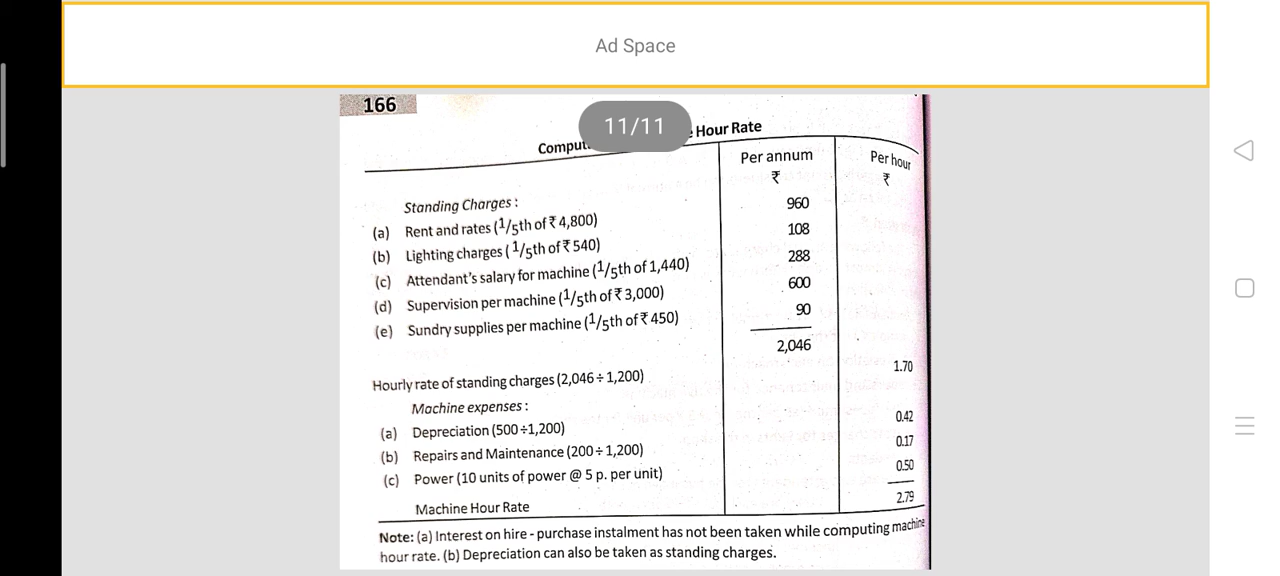 Ad Space
166
11/11
Comput. Hour Rate
Per annum Per hour
₹ ₹
Standing Charges :
(a) Rent and rates (1/5th of ₹ 4,800) 960
(b) Lighting charges ( 1/5th of ₹ 540) 108
(c) Attendant's salary for machine (1/5th of 1,440) 288
(d) Supervision per machine (1/5th of ₹ 3,000) 600
(e) Sundry supplies per machine (1/5th of ₹ 450) 90
2,046
Hourly rate of standing charges (2,046 ÷ 1,200) 1.70
Machine expenses :
(a) Depreciation (500 ÷1,200) 0.42
(b) Repairs and Maintenance (200 ÷ 1,200) 0.17
(c) Power (10 units of power @ 5 p. per unit) 0.50
Machine Hour Rate 2.79
Note: (a) Interest on hire - purchase instalment has not been taken while computing machine
hour rate. (b) Depreciation can also be taken as standing charges.